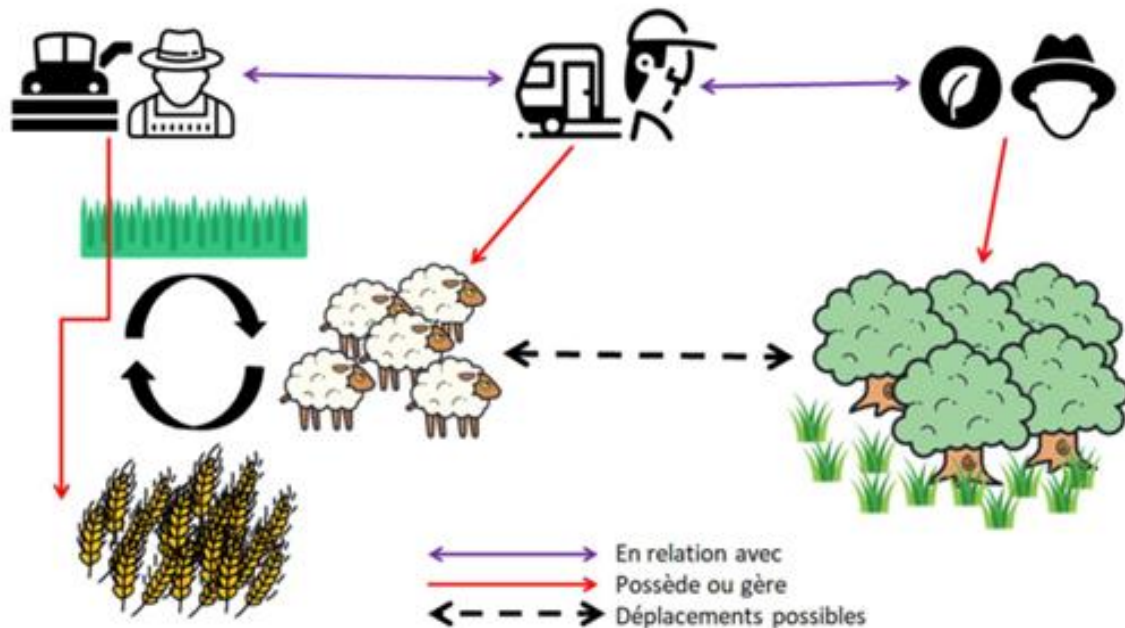 En relation avec
Possède ou gère
Déplacements possibles